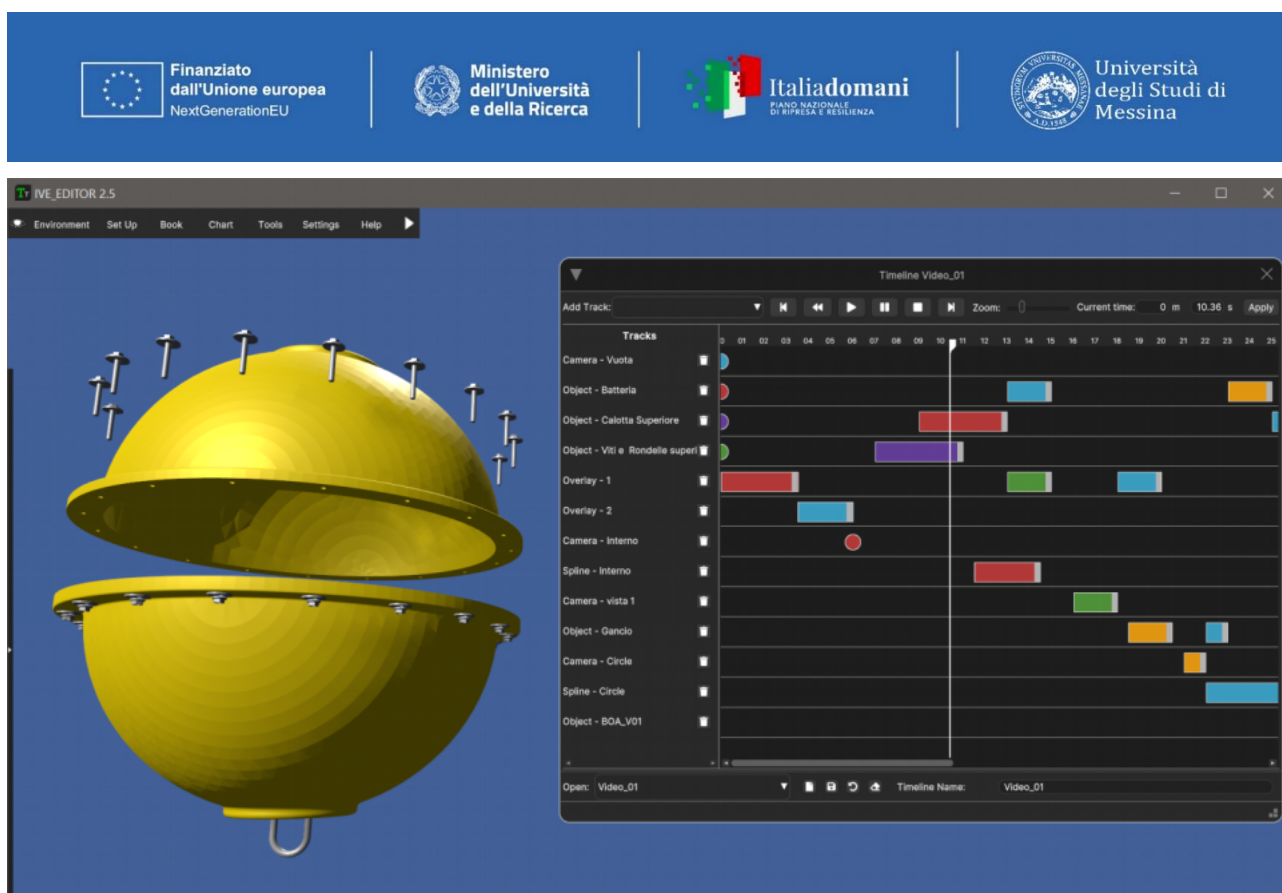 Finanziato
dall'Unione europea
NextGenerationEU
Ministero
dell'Università
e della Ricerca
Italiadomani
PIANO NAZIONALE
DI RIPRESA E RESILIENZA
STUDIORUM UNIVERSITAS MESSANAE
A.D. 1548
Università
degli Studi di
Messina
IVE_EDITOR 2.5
Environment Set Up Book Chart Tools Settings Help
Timeline Video_01
Add Track: Zoom: Current time: 0 m 10.36 s Apply
Tracks
0 01 02 03 04 05 06 07 08 09 10 11 12 13 14 15 16 17 18 19 20 21 22 23 24 25
Camera - Vuota
Object - Batteria
Object - Calotta Superiore
Object - Viti e Rondelle superi
Overlay - 1
Overlay - 2
Camera - Interno
Spline - Interno
Camera - vista 1
Object - Gancio
Camera - Circle
Spline - Circle
Object - BOA_V01
Open: Video_01 Timeline Name: Video_01